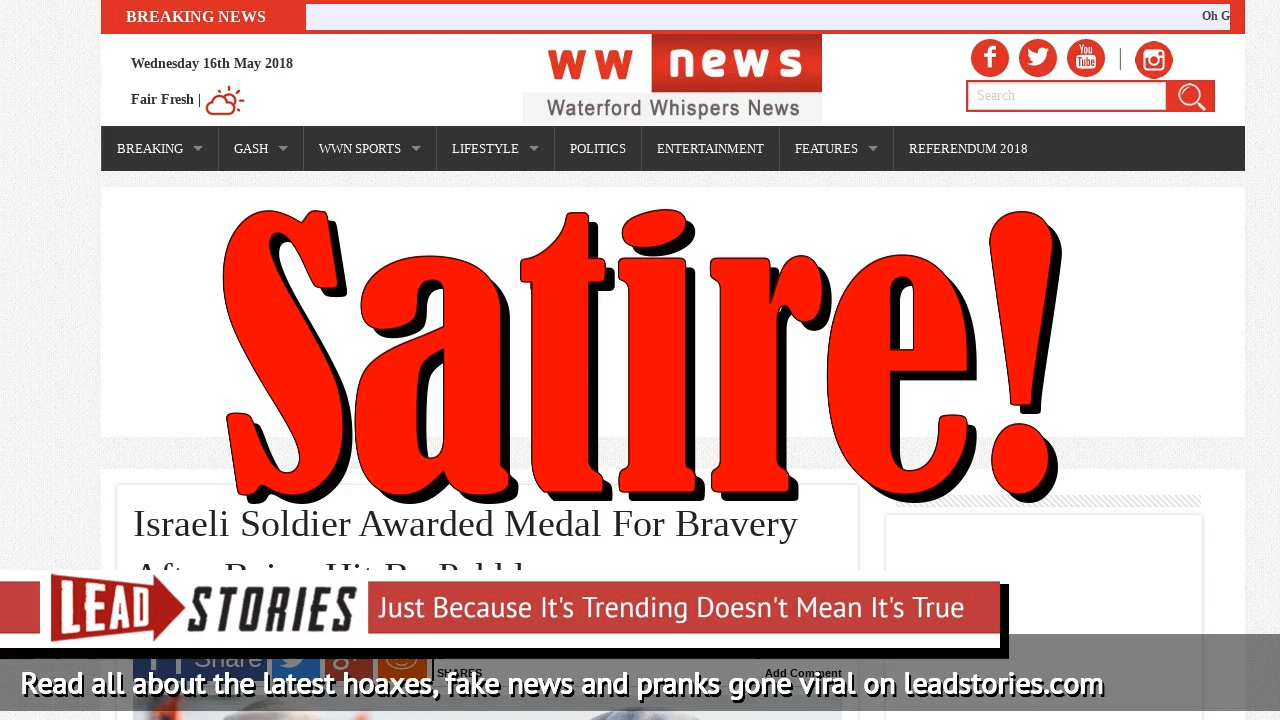 BREAKING NEWS
Oh G
Wednesday 16th May 2018
Fair Fresh |
ww news
Waterford Whispers News
You Tube
|
Search
BREAKING GASH WWN SPORTS LIFESTYLE POLITICS ENTERTAINMENT FEATURES REFERENDUM 2018
Satire!
Israeli Soldier Awarded Medal For Bravery
LEAD STORIES Just Because It's Trending Doesn't Mean It's True
Share SHARES Add Comment
Read all about the latest hoaxes, fake news and pranks gone viral on leadstories.com